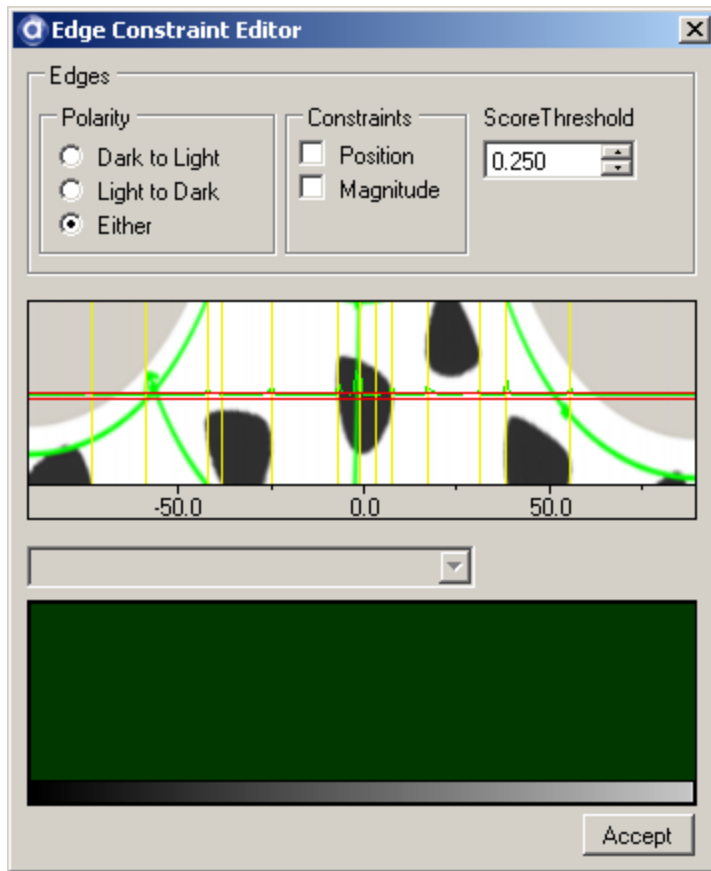 Edge Constraint Editor
Edges
Polarity
Dark to Light
Light to Dark
Either
Constraints
Position
Magnitude
ScoreThreshold
0.250
-50.0 0.0 50.0
Accept